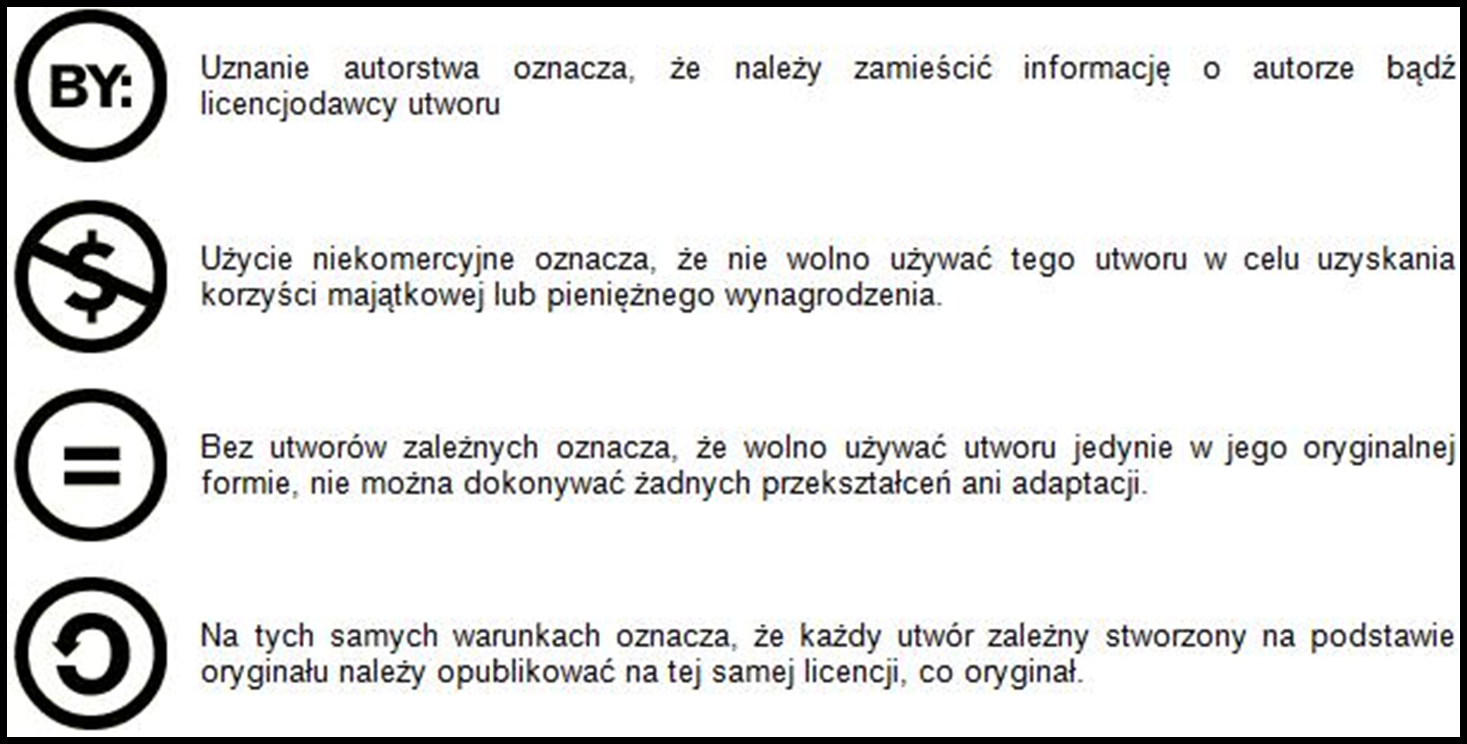 BY:
Uznanie autorstwa oznacza, że należy zamieścić informację o autorze bądź
licencjodawcy utworu
$
Użycie niekomercyjne oznacza, że nie wolno używać tego utworu w celu uzyskania
korzyści majątkowej lub pieniężnego wynagrodzenia.
=
Bez utworów zależnych oznacza, że wolno używać utworu jedynie w jego oryginalnej
formie, nie można dokonywać żadnych przekształceń ani adaptacji.
Na tych samych warunkach oznacza, że każdy utwór zależny stworzony na podstawie
oryginału należy opublikować na tej samej licencji, co oryginał.